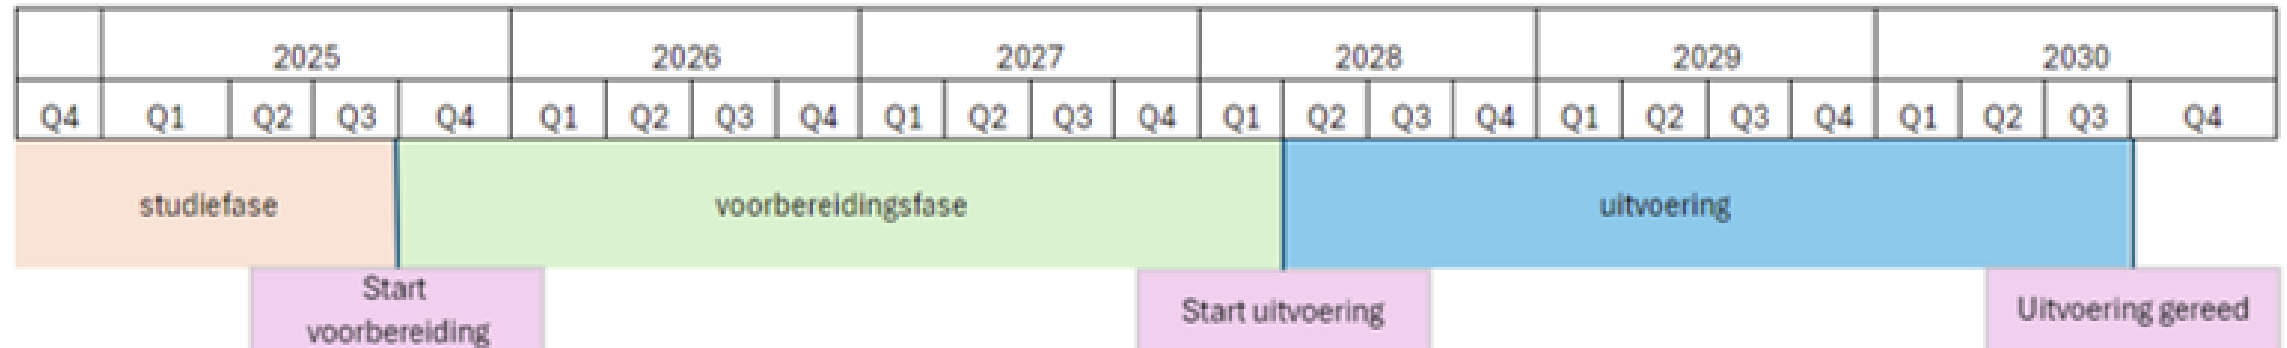 2025 2026 2027 2028 2029 2030
Q4 Q1 Q2 Q3 Q4 Q1 Q2 Q3 Q4 Q1 Q2 Q3 Q4 Q1 Q2 Q3 Q4 Q1 Q2 Q3 Q4 Q1 Q2 Q3 Q4
studiefase voorbereidingsfase uitvoering
Start
voorbereiding
Start uitvoering
Uitvoering gereed